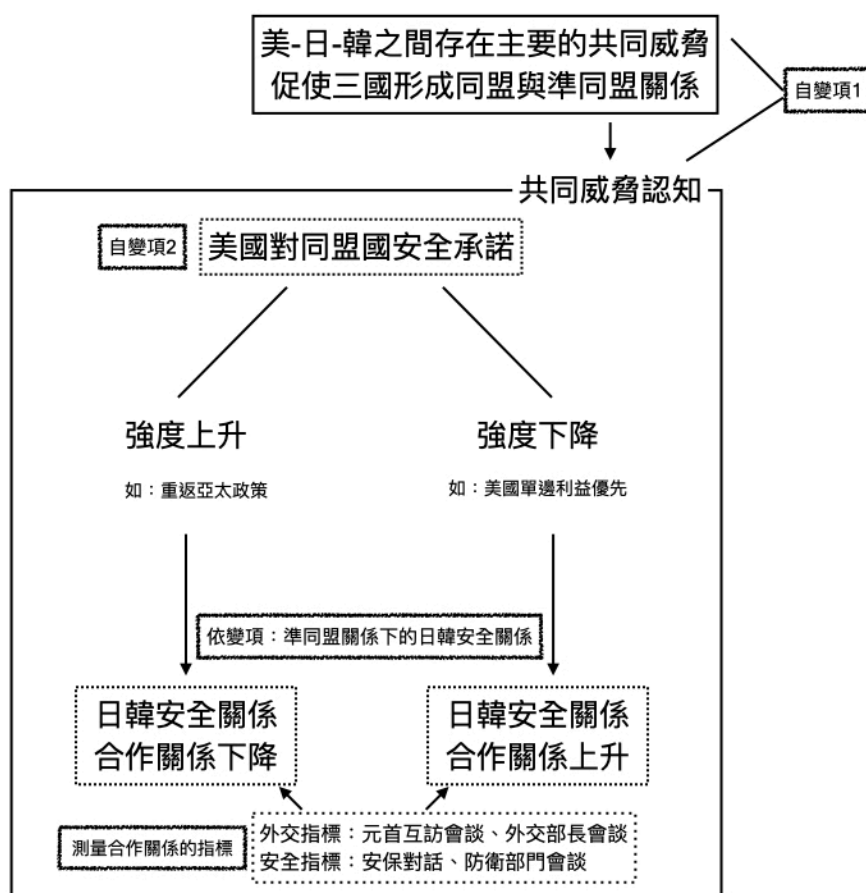 美-日-韓之間存在主要的共同威脅
促使三國形成同盟與準同盟關係
自變項1
共同威脅認知
自變項2
美國對同盟國安全承諾
強度上升
強度下降
如：重返亞太政策
如：美國單邊利益優先
依變項：準同盟關係下的日韓安全關係
日韓安全關係
合作關係下降
日韓安全關係
合作關係上升
測量合作關係的指標
外交指標：元首互訪會談、外交部長會談
安全指標：安保對話、防衛部門會談